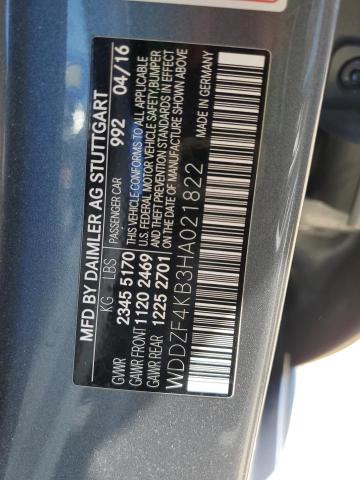 MFD BY DAIMLER AG STUTTGART
KG LBS PASSENGER CAR 992 04/16
GVWR 2345 5170 THIS VEHICLE CONFORMS TO ALL APPLICABLE
GAWR FRONT 1120 2469 U.S. FEDERAL MOTOR VEHICLE SAFETY, BUMPER
GAWR REAR 1225 2701 AND THEFT PREVENTION STANDARDS IN EFFECT
ON THE DATE OF MANUFACTURE SHOWN ABOVE
WDDZF4KB3HA021822
MADE IN GERMANY